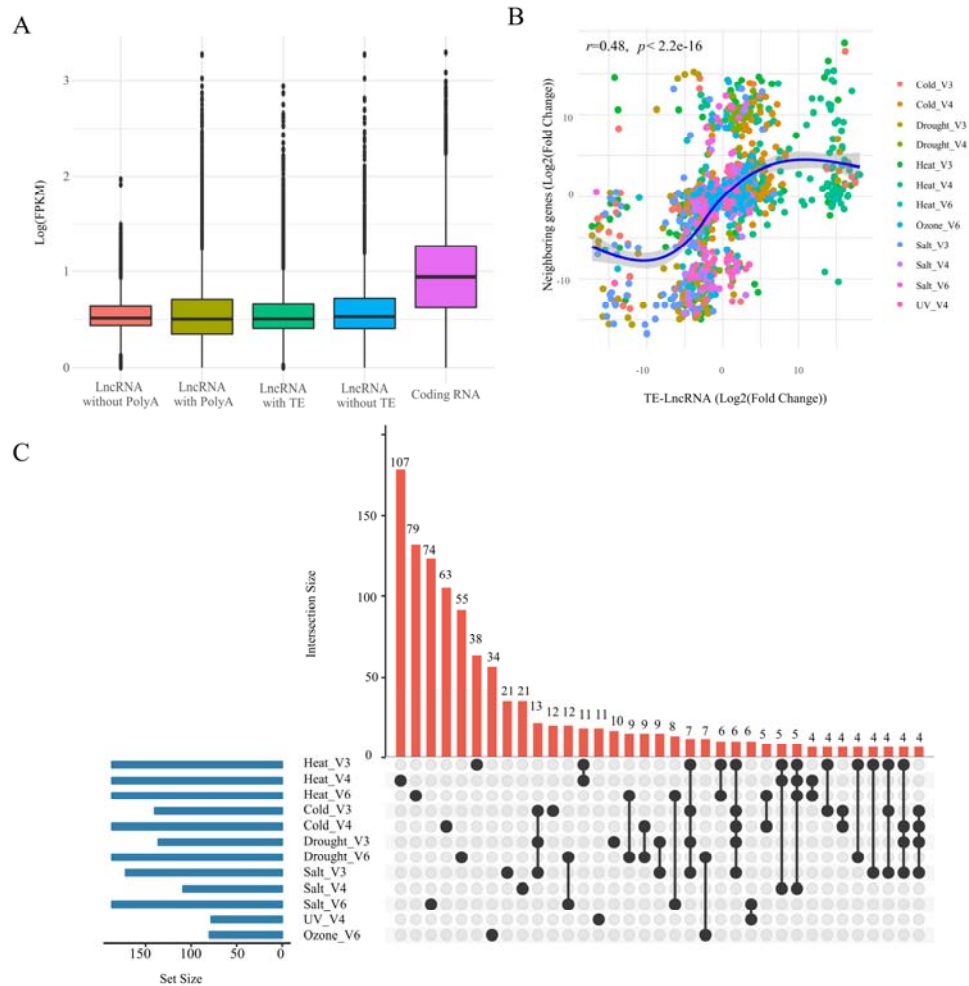 A
Log(FPKM)
3
2
1
0
LncRNA
without PolyA
LncRNA
with PolyA
LncRNA
with TE
LncRNA
without TE
Coding RNA
B
r=0.48, p< 2.2e-16
Neighboring genes (Log2(Fold Change))
10
0
-10
-10 0 10
TE-LncRNA (Log2(Fold Change))
Cold_V3
Cold_V4
Drought_V3
Drought_V4
Heat_V3
Heat_V4
Heat_V6
Ozone_V6
Salt_V3
Salt_V4
Salt_V6
UV_V4
C
Intersection Size
150
100
50
0
107 79 74 63 55 38 34 21 21 13 12 12 11 11 10 9 9 9 8 7 7 6 6 6 5 5 5 4 4 4 4 4 4 4 4
Heat_V3
Heat_V4
Heat_V6
Cold_V3
Cold_V4
Drought_V3
Drought_V6
Salt_V3
Salt_V4
Salt_V6
UV_V4
Ozone_V6
150 100 50 0
Set Size